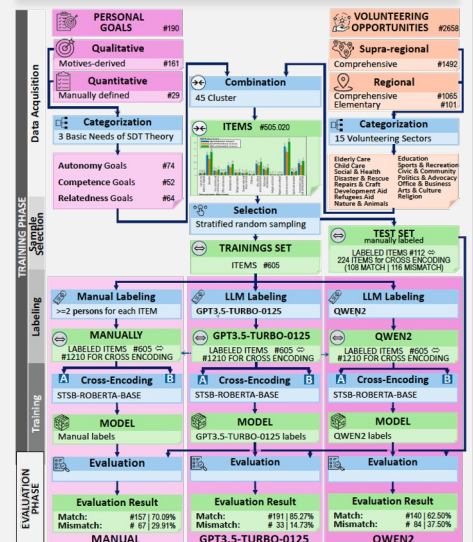 PERSONAL GOALS #190
Qualitative
Motives-derived #161
Quantitative
Manually defined #29
Categorization
3 Basic Needs of SDT Theory
Autonomy Goals #74
Competence Goals #52
Relatedness Goals #64
Combination
45 Cluster
ITEMS #505.020
Selection
Stratified random sampling
TRAININGS SET
ITEMS #605
VOLUNTEERING OPPORTUNITIES #2658
Supra-regional
Comprehensive #1492
Regional
Comprehensive #1065
Elementary #101
Categorization
15 Volunteering Sectors
Elderly Care
Child Care
Social & Health
Disaster & Rescue
Repairs & Craft
Development Aid
Refugees Aid
Nature & Animals
Education
Sports & Recreation
Civic & Community
Politics & Advocacy
Office & Business
Arts & Culture
Religion
TEST SET
manually labeled
LABELED ITEMS #112 ⇔
224 ITEMS for CROSS ENCODING
(108 MATCH | 116 MISMATCH)
TRAINING PHASE
Data Acquisition
Sample Selection
Labeling
Training
EVALUATION PHASE
Manual Labeling
>=2 persons for each ITEM
MANUALLY
LABELED ITEMS #605 ⇔
#1210 FOR CROSS ENCODING
A Cross-Encoding B
STSB-ROBERTA-BASE
MODEL
Manual labels
Evaluation
Evaluation Result
Match: #157 | 70.09%
Mismatch: # 67 | 29.91%
MANUAL
LLM Labeling
GPT3.5-TURBO-0125
GPT3.5-TURBO-0125
LABELED ITEMS #605 ⇔
#1210 FOR CROSS ENCODING
A Cross-Encoding B
STSB-ROBERTA-BASE
MODEL
GPT3.5-TURBO-0125 labels
Evaluation
Evaluation Result
Match: #191 | 85.27%
Mismatch: # 33 | 14.73%
GPT3.5-TURBO-0125
LLM Labeling
QWEN2
QWEN2
LABELED ITEMS #605 ⇔
#1210 FOR CROSS ENCODING
A Cross-Encoding B
STSB-ROBERTA-BASE
MODEL
QWEN2 labels
Evaluation
Evaluation Result
Match: #140 | 62.50%
Mismatch: # 84 | 37.50%
QWEN2